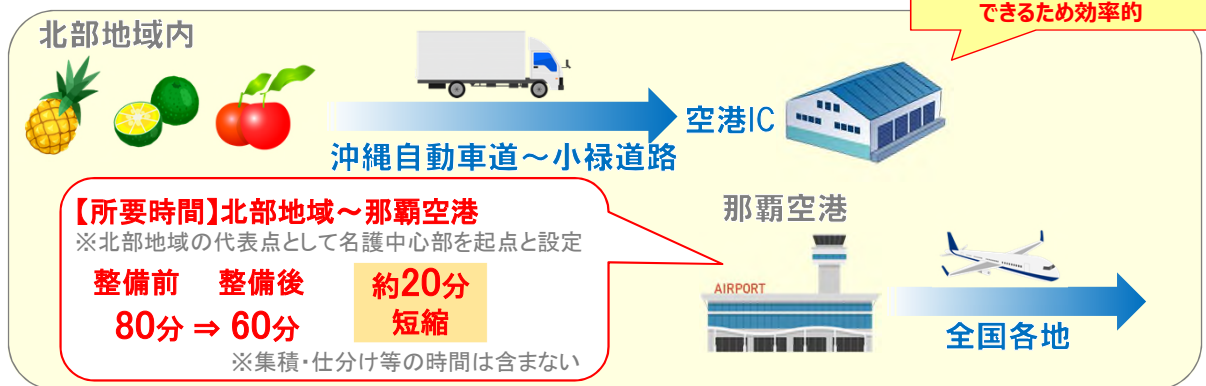 できるため効率的
北部地域内
空港IC
沖縄自動車道～小禄道路
【所要時間】北部地域～那覇空港
※北部地域の代表点として名護中心部を起点と設定
整備前 整備後
80分 ⇒ 60分
約20分
短縮
※集積・仕分け等の時間は含まない
那覇空港
AIRPORT
全国各地